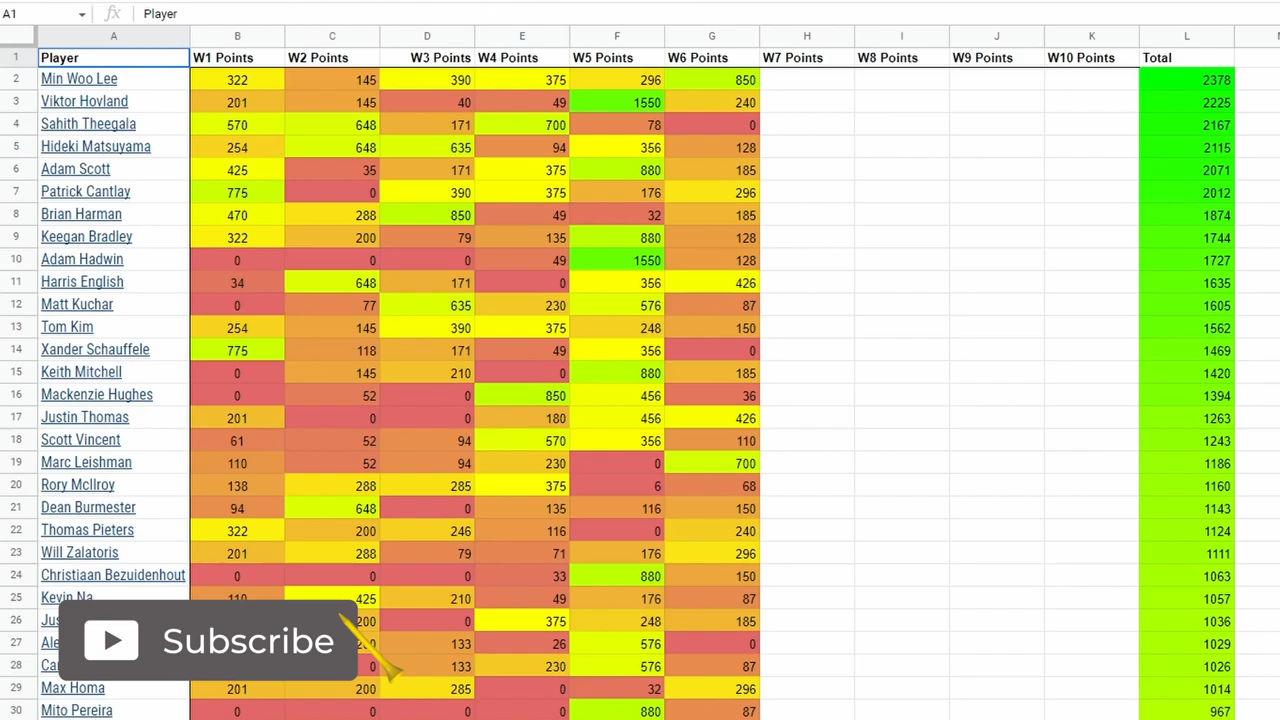 A1 fx Player
A B C D E F G H I J K L
1 Player W1 Points W2 Points W3 Points W4 Points W5 Points W6 Points W7 Points W8 Points W9 Points W10 Points Total
2 Min Woo Lee 322 145 390 375 296 850 2378
3 Viktor Hovland 201 145 40 49 1550 240 2225
4 Sahith Theegala 570 648 171 700 78 0 2167
5 Hideki Matsuyama 254 648 635 94 356 128 2115
6 Adam Scott 425 35 171 375 880 185 2071
7 Patrick Cantlay 775 0 390 375 176 296 2012
8 Brian Harman 470 288 850 49 32 185 1874
9 Keegan Bradley 322 200 79 135 880 128 1744
10 Adam Hadwin 0 0 0 49 1550 128 1727
11 Harris English 34 648 171 0 356 426 1635
12 Matt Kuchar 0 77 635 230 576 87 1605
13 Tom Kim 254 145 390 375 248 150 1562
14 Xander Schauffele 775 118 171 49 356 0 1469
15 Keith Mitchell 0 145 210 0 880 185 1420
16 Mackenzie Hughes 0 52 0 850 456 36 1394
17 Justin Thomas 201 0 0 180 456 426 1263
18 Scott Vincent 61 52 94 570 356 110 1243
19 Marc Leishman 110 52 94 230 0 700 1186
20 Rory McIlroy 138 288 285 375 6 68 1160
21 Dean Burmester 94 648 0 135 116 150 1143
22 Thomas Pieters 322 200 246 116 0 240 1124
23 Will Zalatoris 201 288 79 71 176 296 1111
24 Christiaan Bezuidenhout 0 0 0 33 880 150 1063
25 Kevin Na 110 425 210 49 176 87 1057
26 200 0 375 248 185 1036
27 133 26 576 0 1029
28 0 133 230 576 87 1026
29 Max Homa 201 200 285 0 32 296 1014
30 Mito Pereira 0 0 0 0 880 87 967
Subscribe